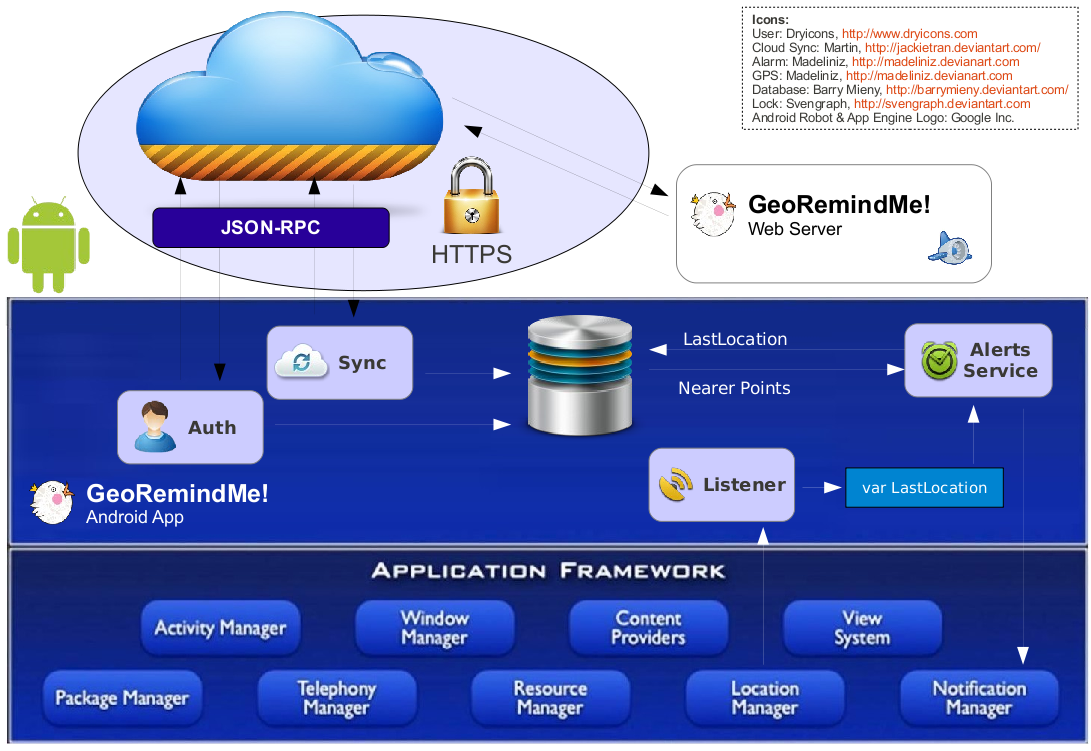 Icons:
User: Dryicons, http://www.dryicons.com
Cloud Sync: Martin, http://jackietran.deviantart.com/
Alarm: Madeliniz, http://madeliniz.devianart.com
GPS: Madeliniz, http://madeliniz.devianart.com
Database: Barry Mieny, http://barrymieny.deviantart.com/
Lock: Svengraph, http://svengraph.deviantart.com
Android Robot & App Engine Logo: Google Inc.
JSON-RPC
HTTPS
GeoRemindMe!
Web Server
Sync
Auth
LastLocation
Nearer Points
Alerts
Service
Listener
var LastLocation
GeoRemindMe!
Android App
APPLICATION FRAMEWORK
Activity Manager
Window
Manager
Content
Providers
View
System
Package Manager
Telephony
Manager
Resource
Manager
Location
Manager
Notification
Manager